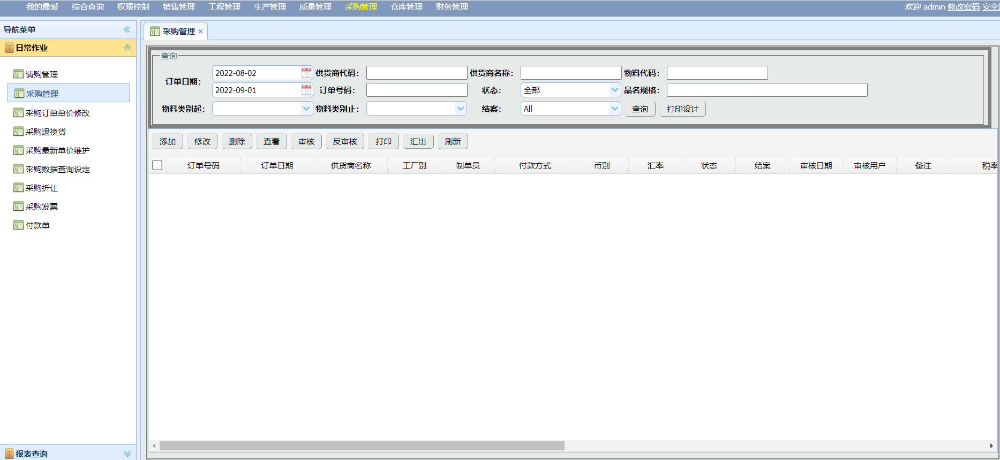 我的最爱 综合查询 权限控制 销售管理 工程管理 生产管理 质量管理 采购管理 仓库管理 财务管理 欢迎 admin 修改密码 安全
导航菜单
日常作业
请购管理
采购管理
采购订单单价修改
采购退换货
采购最新单价维护
采购数据查询设定
采购折让
采购发票
付款单
报表查询
采购管理
查询
订单日期: 2022-08-02 供货商代码: 供货商名称: 物料代码:
2022-09-01 订单号码: 状态: 全部 品名规格:
物料类别起: 物料类别止: 结案: All 查询 打印设计
添加 修改 删除 查看 审核 反审核 打印 汇出 刷新
订单号码 订单日期 供货商名称 工厂别 制单员 付款方式 币别 汇率 状态 结案 审核日期 审核用户 备注 税率